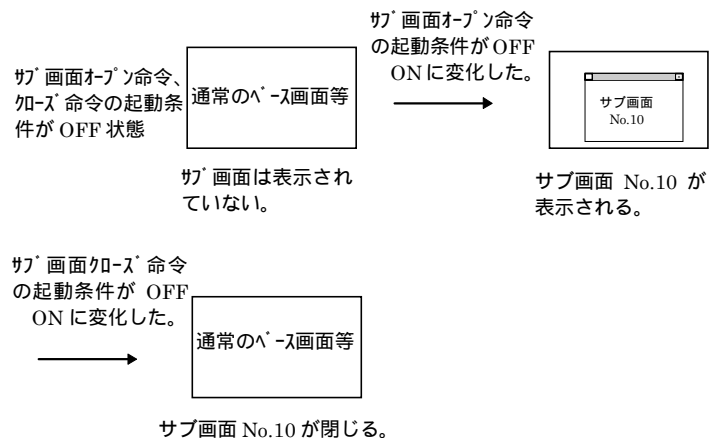 ｻﾌﾞ画面ｵｰﾌﾟﾝ命令、
ｸﾛｰｽﾞ命令の起動条
件が OFF 状態
通常のﾍﾞｰｽ画面等
ｻﾌﾞ画面は表示され
ていない。
ｻﾌﾞ画面ｵｰﾌﾟﾝ命令
の起動条件が OFF
ON に変化した。
サブ画面
No.10
サブ画面 No.10 が
表示される。
ｻﾌﾞ画面ｸﾛｰｽﾞ命令
の起動条件が OFF
ON に変化した。
通常のﾍﾞｰｽ画面等
サブ画面 No.10 が閉じる。